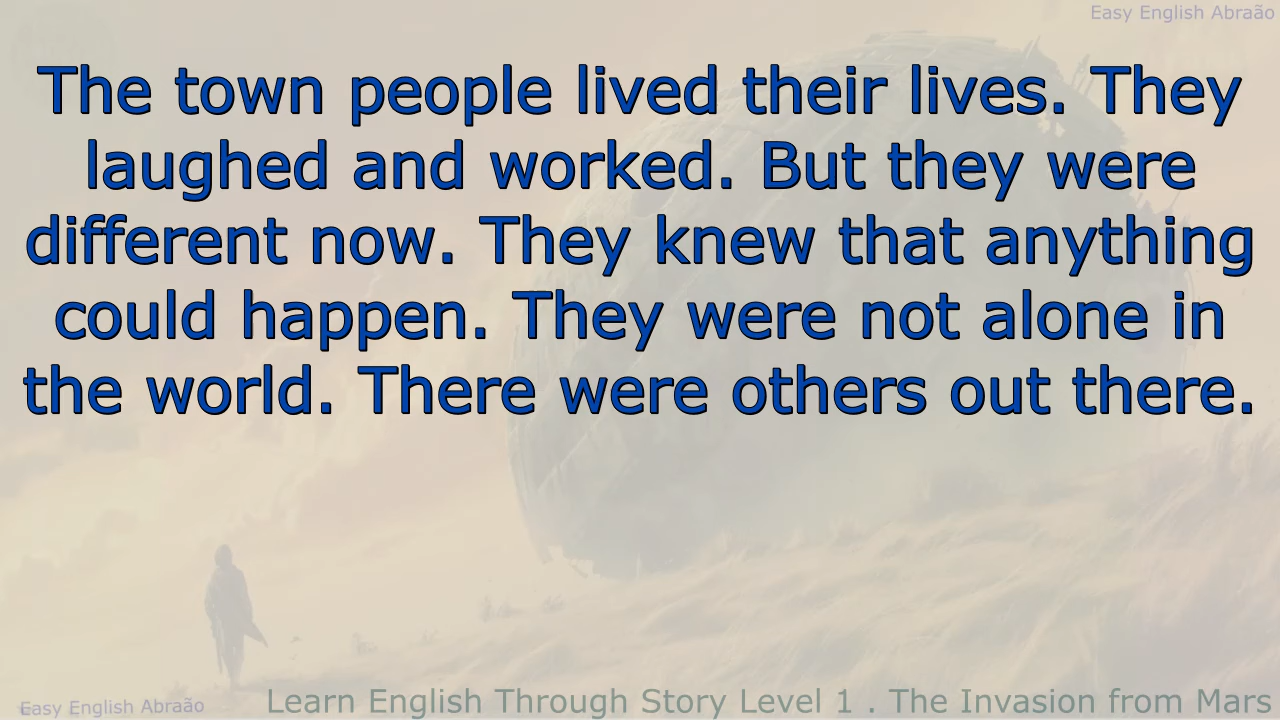 Easy English Abraão
The town people lived their lives. They
laughed and worked. But they were
different now. They knew that anything
could happen. They were not alone in
the world. There were others out there.
Easy English Abraão
Learn English Through Story Level 1 . The Invasion from Mars